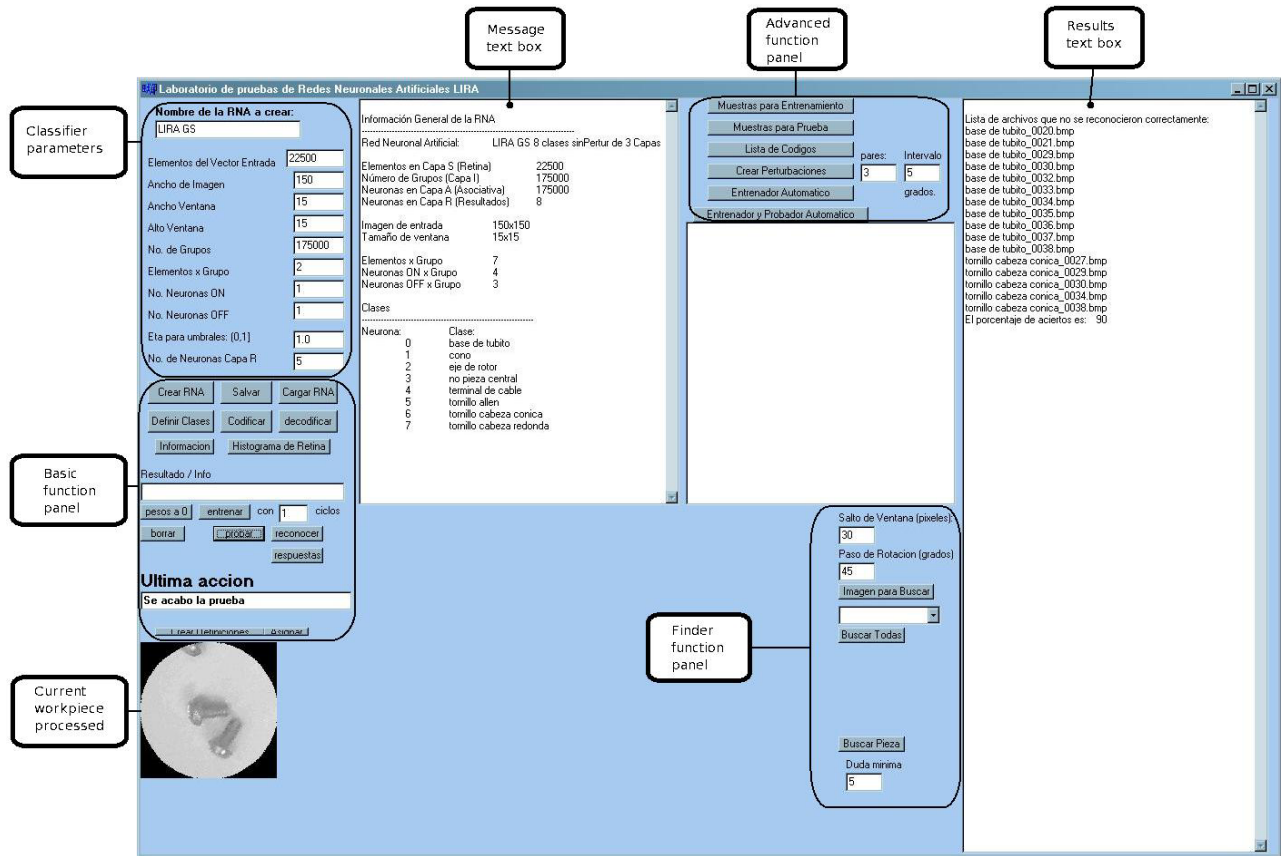 Message
text box
Advanced
function
panel
Results
text box
Classifier
parameters
Basic
function
panel
Current
workpiece
processed
Finder
function
panel
Laboratorio de pruebas de Redes Neuronales Artificiales LIRA
Nombre de la RNA a crear:
LIRA GS
Elementos del Vector Entrada 22500
Ancho de Imagen 150
Ancho Ventana 15
Alto Ventana 15
No. de Grupos 175000
Elementos x Grupo 2
No. Neuronas ON 1
No. Neuronas OFF 1
Eta para umbrales: (0,1] 1.0
No. de Neuronas Capa R 5
Crear RNA Salvar Cargar RNA
Definir Clases Codificar decodificar
Informacion Histograma de Retina
Resultado / Info
pesos a 0 entrenar con 1 ciclos
borrar probar reconocer
respuestas
Ultima accion
Se acabo la prueba
Crear Definiciones Asignar
Información General de la RNA
Red Neuronal Artificial: LIRA GS 8 clases sinPertur de 3 Capas
Elementos en Capa S (Retina) 22500
Número de Grupos (Capa I) 175000
Neuronas en Capa A (Asociativa) 175000
Neuronas en Capa R (Resultados) 8
Imagen de entrada 150x150
Tamaño de ventana 15x15
Elementos x Grupo 7
Neuronas ON x Grupo 4
Neuronas OFF x Grupo 3
Clases
Neurona: Clase:
0 base de tubito
1 cono
2 eje de rotor
3 no pieza central
4 terminal de cable
5 tornillo allen
6 tornillo cabeza conica
7 tornillo cabeza redonda
Muestras para Entrenamiento
Muestras para Prueba
Lista de Codigos pares: Intervalo
Crear Perturbaciones 3 5
Entrenador Automatico grados.
Entrenador y Probador Automatico
Salto de Ventana (pixeles):
30
Paso de Rotacion (grados)
45
Imagen para Buscar
Buscar Todas
Buscar Pieza
Duda minima
5
Lista de archivos que no se reconocieron correctamente:
base de tubito_0020.bmp
base de tubito_0021.bmp
base de tubito_0029.bmp
base de tubito_0030.bmp
base de tubito_0032.bmp
base de tubito_0033.bmp
base de tubito_0034.bmp
base de tubito_0035.bmp
base de tubito_0036.bmp
base de tubito_0037.bmp
base de tubito_0038.bmp
tornillo cabeza conica_0027.bmp
tornillo cabeza conica_0029.bmp
tornillo cabeza conica_0030.bmp
tornillo cabeza conica_0034.bmp
tornillo cabeza conica_0038.bmp
El porcentaje de aciertos es: 90